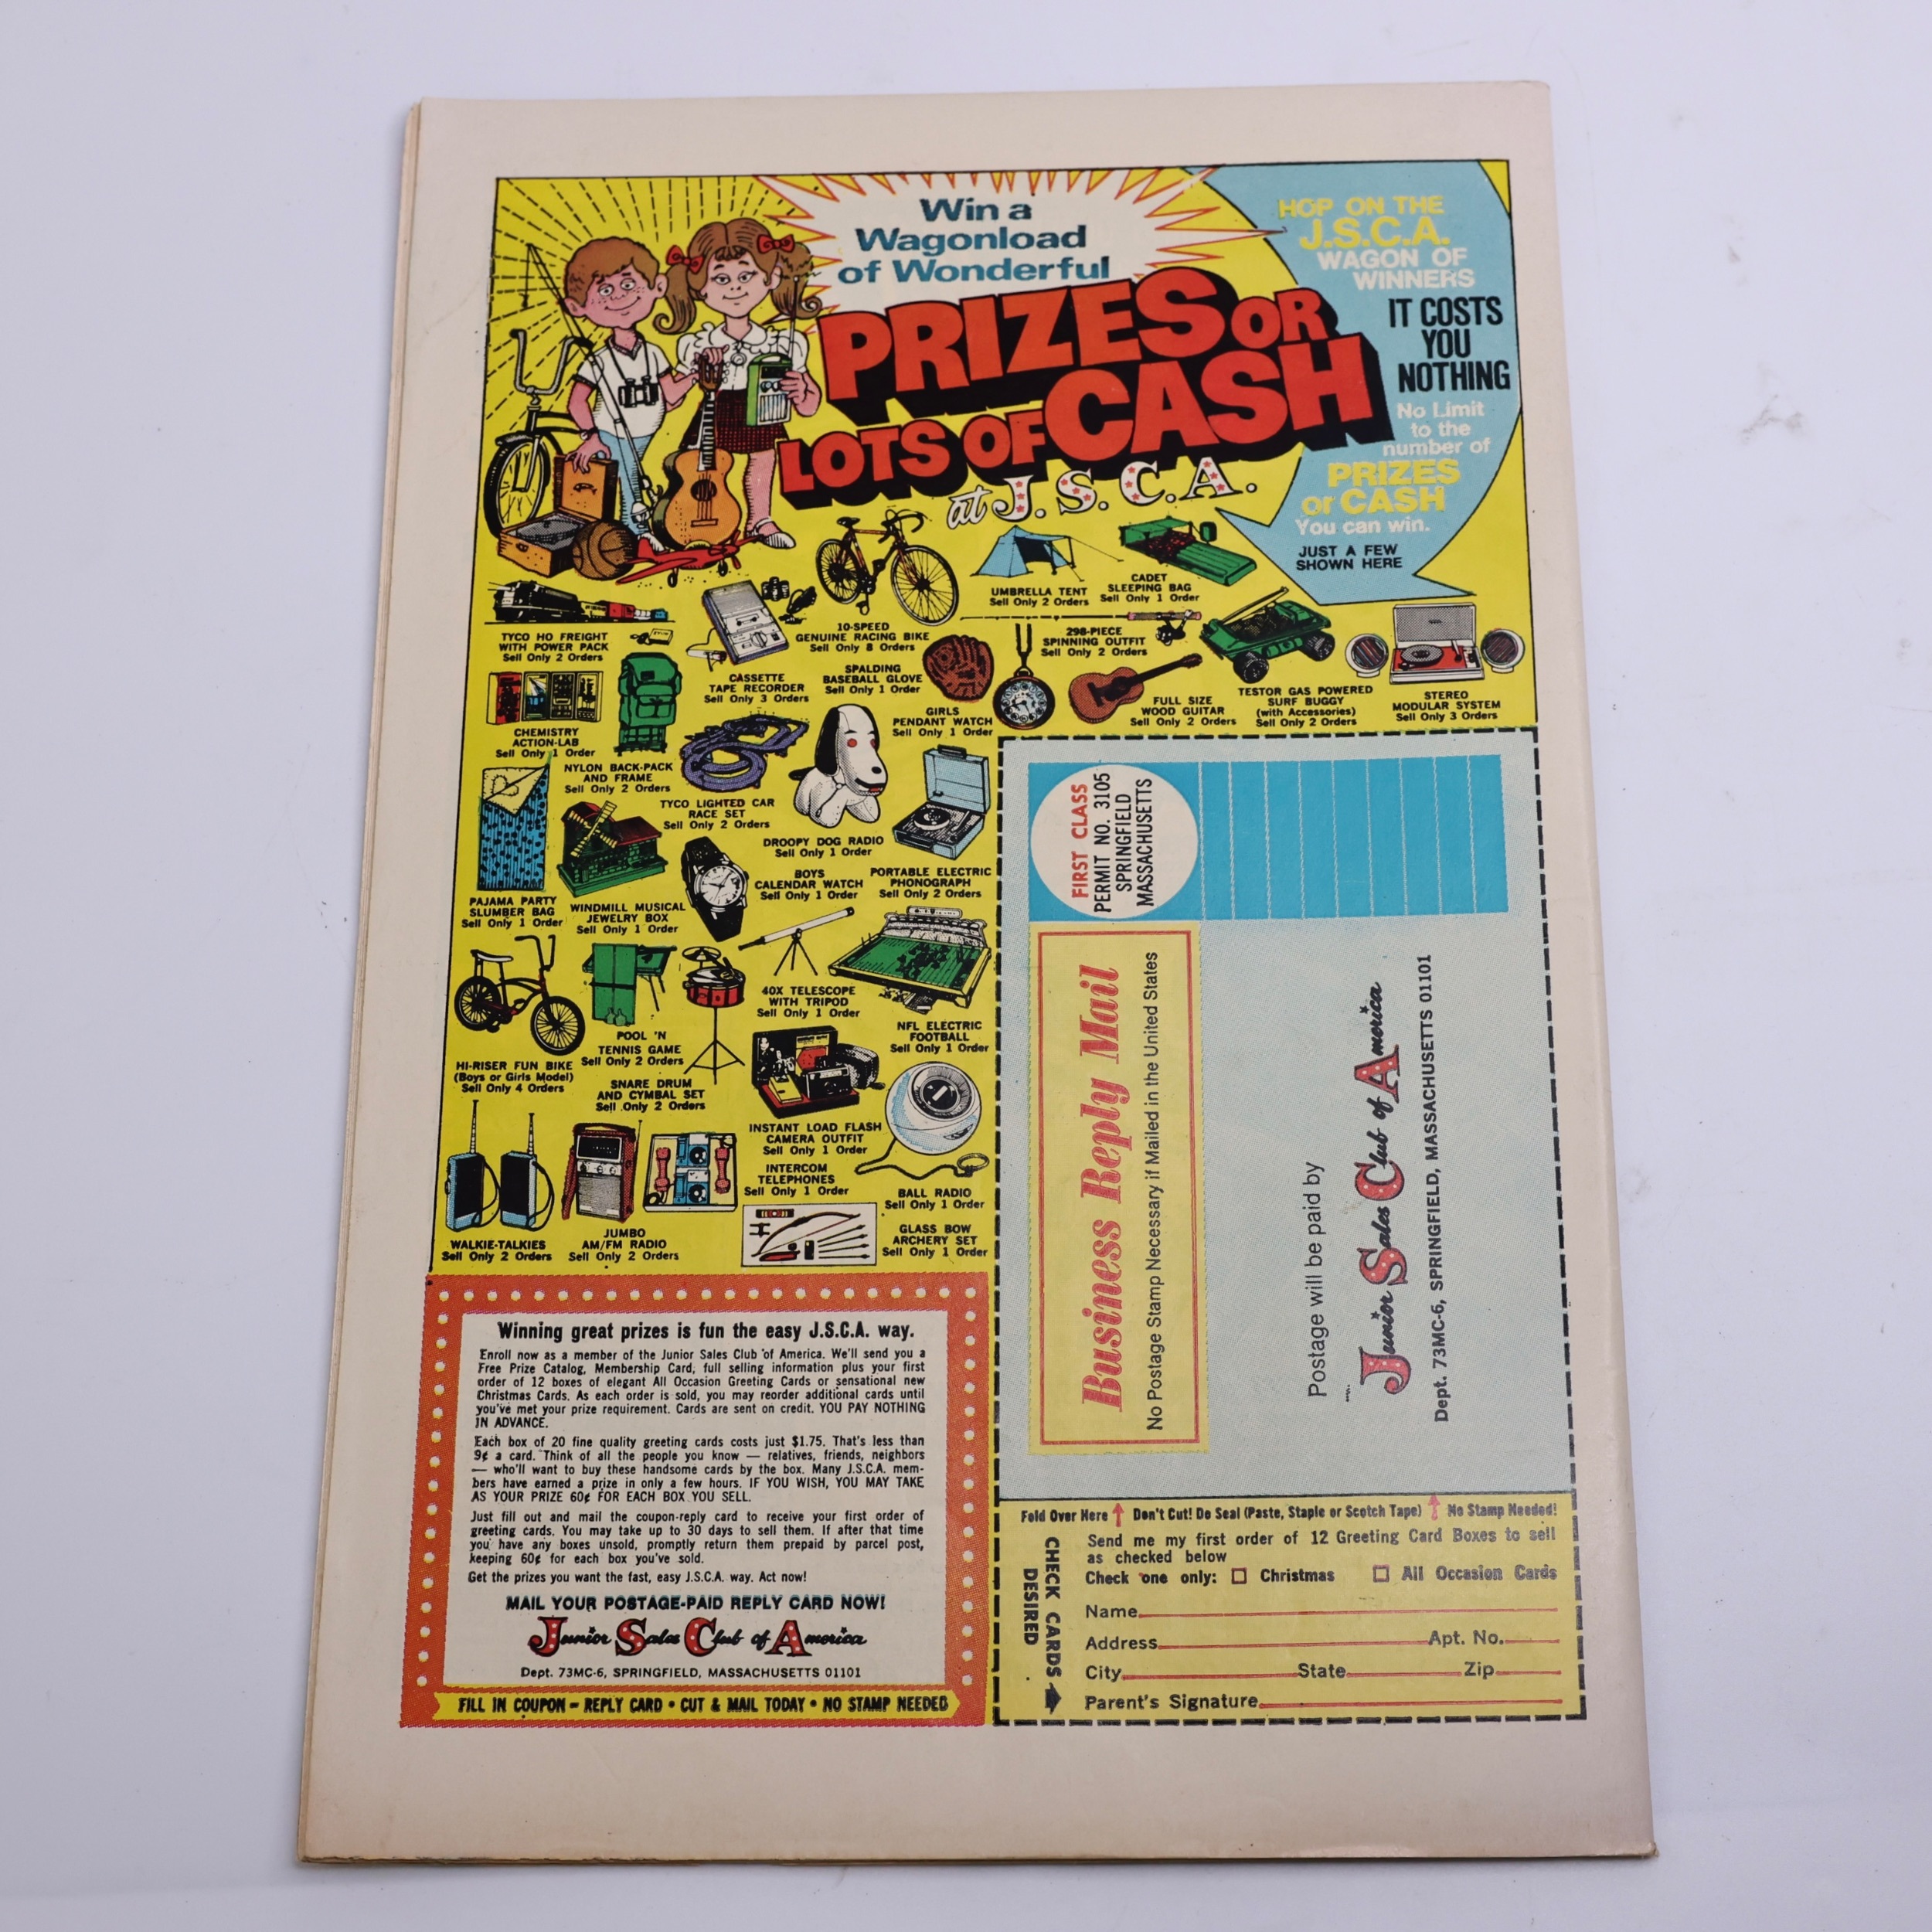 Win a
Wagonload
of Wonderful
PRIZES OR
LOTS OF CASH
at J.S.C.A.
HOP ON THE
J.S.C.A.
WAGON OF
WINNERS
IT COSTS
YOU
NOTHING
No Limit
to the
number of
PRIZES
or CASH
You can win.
JUST A FEW
SHOWN HERE
TYCO HO FREIGHT
WITH POWER PACK
Sell Only 2 Orders
CASSETTE
TAPE RECORDER
Sell Only 3 Orders
10-SPEED
GENUINE RACING BIKE
Sell Only 8 Orders
UMBRELLA TENT
Sell Only 2 Orders
CADET
SLEEPING BAG
Sell Only 1 Order
298-PIECE
SPINNING OUTFIT
Sell Only 2 Orders
SPALDING
BASEBALL GLOVE
Sell Only 1 Order
GIRLS
PENDANT WATCH
Sell Only 1 Order
FULL SIZE
WOOD GUITAR
Sell Only 2 Orders
TESTOR GAS POWERED
SURF BUGGY
(with Accessories)
Sell Only 2 Orders
STEREO
MODULAR SYSTEM
Sell Only 3 Orders
CHEMISTRY
ACTION-LAB
Sell Only 1 Order
NYLON BACK-PACK
AND FRAME
Sell Only 2 Orders
TYCO LIGHTED CAR
RACE SET
Sell Only 2 Orders
DROOPY DOG RADIO
Sell Only 1 Order
PAJAMA PARTY
SLUMBER BAG
Sell Only 1 Order
WINDMILL MUSICAL
JEWELRY BOX
Sell Only 1 Order
BOYS
CALENDAR WATCH
Sell Only 1 Order
PORTABLE ELECTRIC
PHONOGRAPH
Sell Only 2 Orders
HI-RISER FUN BIKE
(Boys or Girls Model)
Sell Only 4 Orders
POOL 'N
TENNIS GAME
Sell Only 2 Orders
SNARE DRUM
AND CYMBAL SET
Sell Only 2 Orders
40X TELESCOPE
WITH TRIPOD
Sell Only 1 Order
NFL ELECTRIC
FOOTBALL
Sell Only 1 Order
INSTANT LOAD FLASH
CAMERA OUTFIT
Sell Only 1 Order
INTERCOM
TELEPHONES
Sell Only 1 Order
BALL RADIO
Sell Only 1 Order
WALKIE-TALKIES
Sell Only 2 Orders
JUMBO
AM/FM RADIO
Sell Only 2 Orders
GLASS BOW
ARCHERY SET
Sell Only 1 Order
Winning great prizes is fun the easy J.S.C.A. way.
Enroll now as a member of the Junior Sales Club of America. We'll send you a
Free Prize Catalog, Membership Card, full selling information plus your first
order of 12 boxes of elegant All Occasion Greeting Cards or sensational new
Christmas Cards. As each order is sold, you may reorder additional cards until
you've met your prize requirement. Cards are sent on credit. YOU PAY NOTHING
IN ADVANCE.
Each box of 20 fine quality greeting cards costs just $1.75. That's less than
9¢ a card. Think of all the people you know — relatives, friends, neighbors
— who'll want to buy these handsome cards by the box. Many J.S.C.A. mem-
bers have earned a prize in only a few hours. IF YOU WISH, YOU MAY TAKE
AS YOUR PRIZE 60¢ FOR EACH BOX YOU SELL.
Just fill out and mail the coupon-reply card to receive your first order of
greeting cards. You may take up to 30 days to sell them. If after that time
you have any boxes unsold, promptly return them prepaid by parcel post,
keeping 60¢ for each box you've sold.
Get the prizes you want the fast, easy J.S.C.A. way. Act now!
MAIL YOUR POSTAGE-PAID REPLY CARD NOW!
Junior Sales Club of America
Dept. 73MC-6, SPRINGFIELD, MASSACHUSETTS 01101
FILL IN COUPON - REPLY CARD • CUT & MAIL TODAY • NO STAMP NEEDED
FIRST CLASS
PERMIT NO. 3105
SPRINGFIELD
MASSACHUSETTS
Business Reply Mail
No Postage Stamp Necessary if Mailed in the United States
Postage will be paid by
Junior Sales Club of America
Dept. 73MC-6, SPRINGFIELD, MASSACHUSETTS 01101
Fold Over Here Don't Cut! Do Seal (Paste, Staple or Scotch Tape) No Stamp Needed!
CHECK CARDS
DESIRED
Send me my first order of 12 Greeting Card Boxes to sell
as checked below
Check one only: ☐ Christmas ☐ All Occasion Cards
Name
Address Apt. No.
City State Zip
Parent's Signature